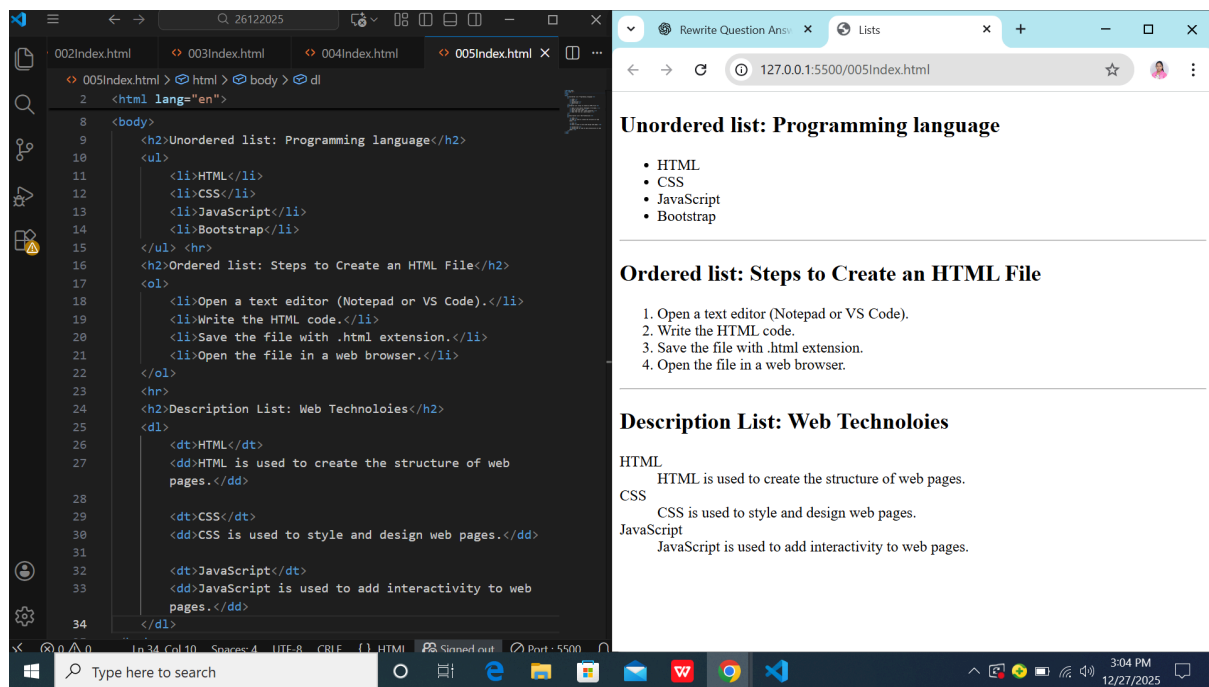 26122025
002Index.html
003Index.html
004Index.html
005Index.html
005Index.html > html > body > dl
2 <html lang="en">
8 <body>
9 <h2>Unordered list: Programming language</h2>
10 <ul>
11 <li>HTML</li>
12 <li>CSS</li>
13 <li>JavaScript</li>
14 <li>Bootstrap</li>
15 </ul> <hr>
16 <h2>Ordered list: Steps to Create an HTML File</h2>
17 <ol>
18 <li>Open a text editor (Notepad or VS Code).</li>
19 <li>Write the HTML code.</li>
20 <li>Save the file with .html extension.</li>
21 <li>Open the file in a web browser.</li>
22 </ol>
23 <hr>
24 <h2>Description List: Web Technoloies</h2>
25 <dl>
26 <dt>HTML</dt>
27 <dd>HTML is used to create the structure of web
pages.</dd>
28
29 <dt>CSS</dt>
30 <dd>CSS is used to style and design web pages.</dd>
31
32 <dt>JavaScript</dt>
33 <dd>JavaScript is used to add interactivity to web
pages.</dd>
34 </dl>
0 0 Ln 34, Col 10 Spaces: 4 UTF-8 CRLF {} HTML Signed out Port : 5500
Rewrite Question Answ
Lists
127.0.0.1:5500/005Index.html
Unordered list: Programming language
• HTML
• CSS
• JavaScript
• Bootstrap
Ordered list: Steps to Create an HTML File
1. Open a text editor (Notepad or VS Code).
2. Write the HTML code.
3. Save the file with .html extension.
4. Open the file in a web browser.
Description List: Web Technoloies
HTML
HTML is used to create the structure of web pages.
CSS
CSS is used to style and design web pages.
JavaScript
JavaScript is used to add interactivity to web pages.
Type here to search
3:04 PM
12/27/2025